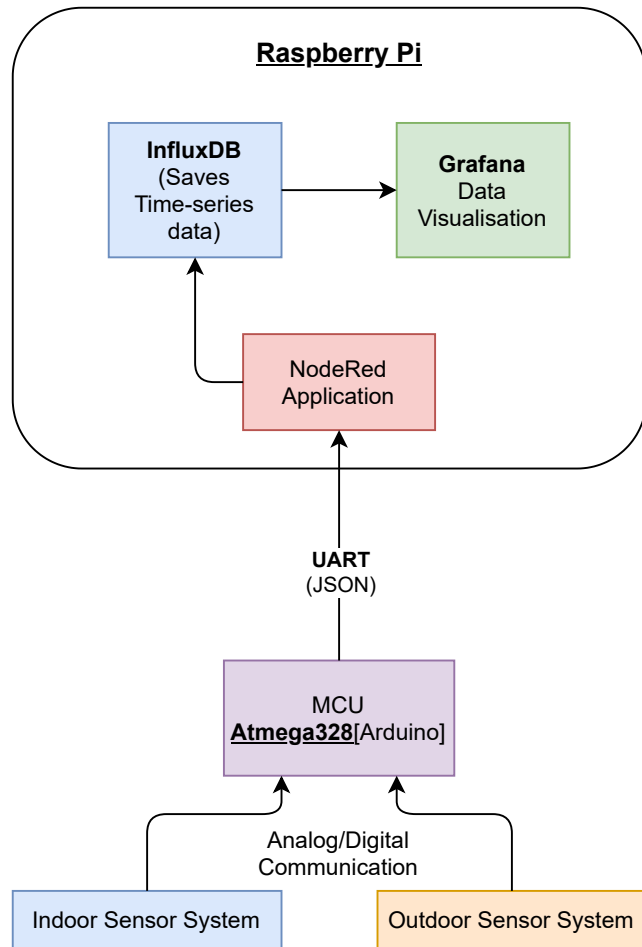 Raspberry Pi
InfluxDB
(Saves
Time-series
data)
Grafana
Data
Visualisation
NodeRed
Application
UART
(JSON)
MCU
Atmega328[Arduino]
Analog/Digital
Communication
Indoor Sensor System
Outdoor Sensor System